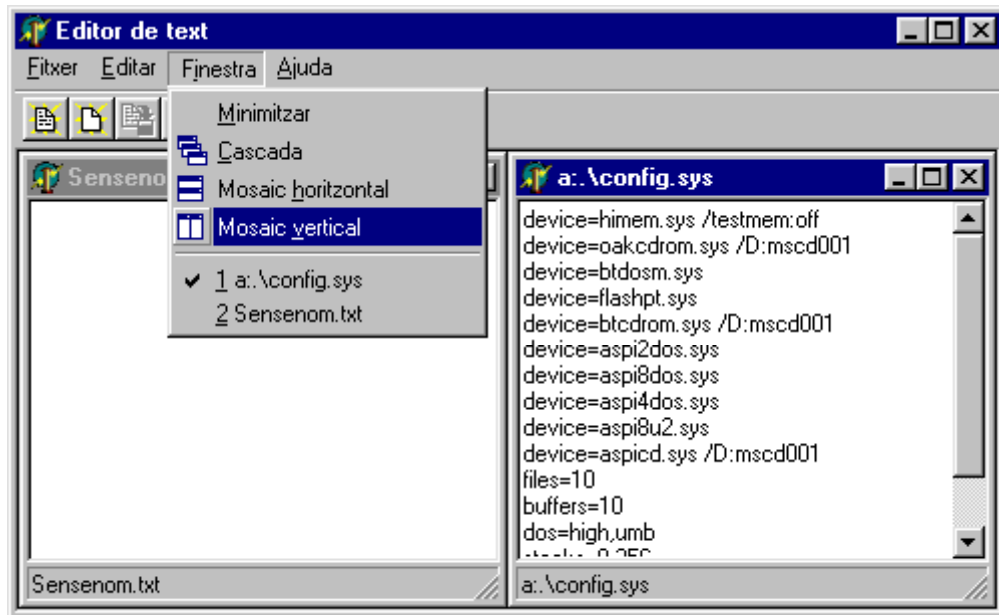 Editor de text
Fitxer Editar Finestra Ajuda
Minimitzar
Cascada
Mosaic horitzontal
Mosaic vertical
1 a:.\config.sys
2 Sensenom.txt
Senseno
Sensenom.txt
a:.\config.sys
device=himem.sys /testmem:off
device=oakcdrom.sys /D:mscd001
device=btdosm.sys
device=flashpt.sys
device=btcdrom.sys /D:mscd001
device=aspi2dos.sys
device=aspi8dos.sys
device=aspi4dos.sys
device=aspi8u2.sys
device=aspicd.sys /D:mscd001
files=10
buffers=10
dos=high,umb
a:.\config.sys